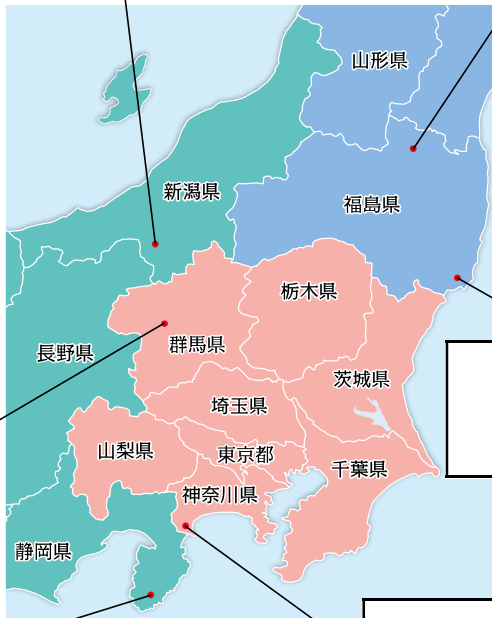 山形県
新潟県
福島県
栃木県
群馬県
長野県
茨城県
埼玉県
山梨県
東京都
千葉県
神奈川県
静岡県